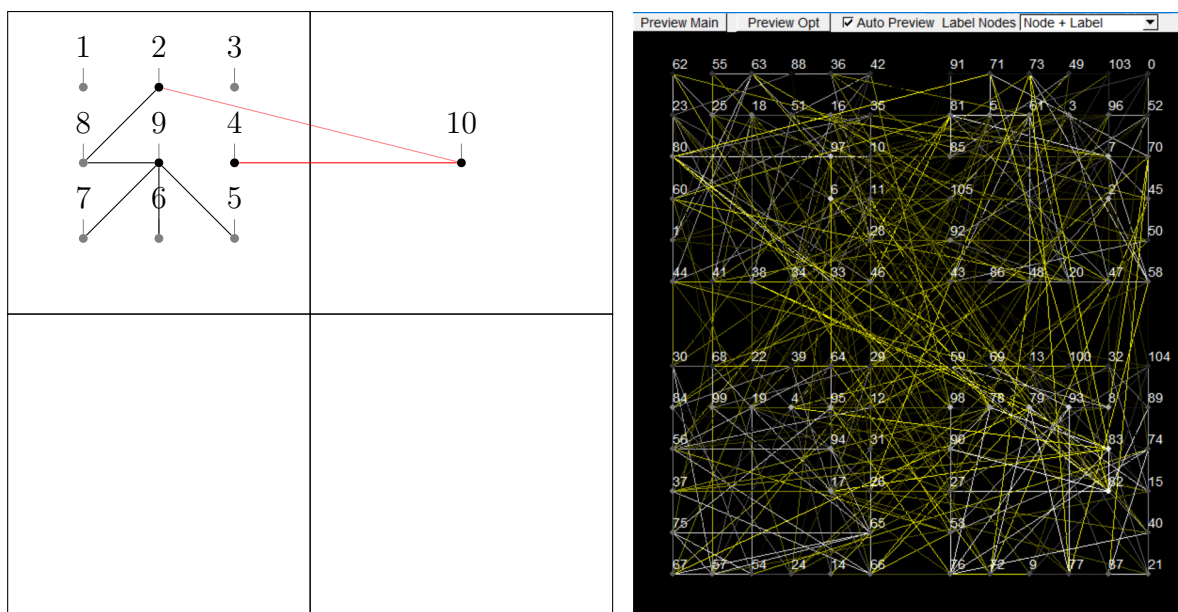 1 2 3
8 9 4 10
7 6 5
Preview Main Preview Opt Auto Preview Label Nodes Node + Label
62 55 63 88 36 42 91 71 73 49 103 0
23 25 18 51 16 35 81 5 61 3 96 52
80 97 10 85 7 70
60 6 11 105 2 45
1 28 92 50
44 41 38 34 33 46 43 86 48 20 47 58
30 68 22 39 64 29 59 69 13 100 32 104
84 99 19 4 95 12 98 78 79 93 8 89
56 94 31 90 83 74
37 17 26 27 82 15
75 65 53 40
67 57 54 24 14 66 76 72 9 77 87 21